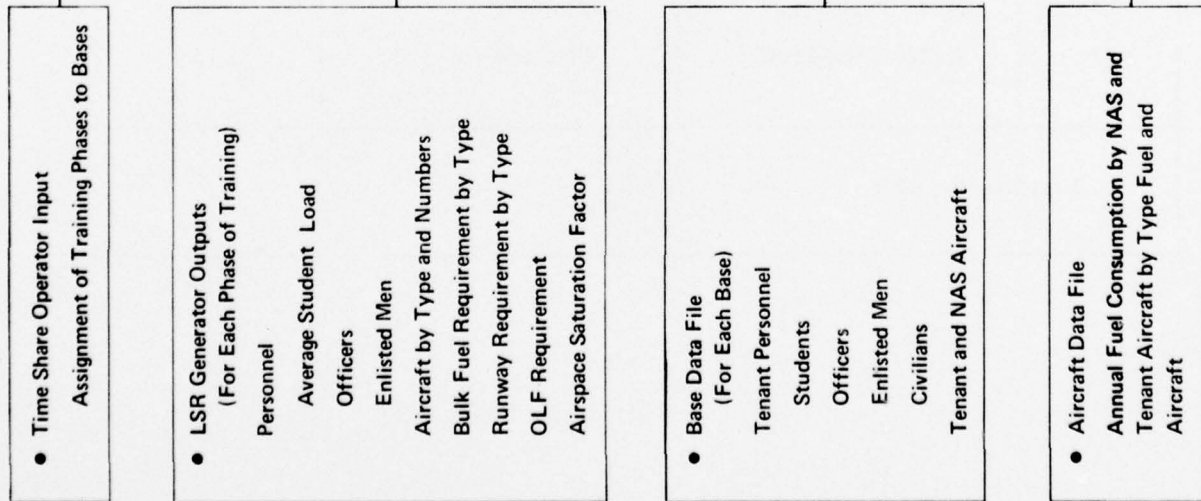 ● Time Share Operator Input
Assignment of Training Phases to Bases
● LSR Generator Outputs
(For Each Phase of Training)
Personnel
Average Student Load
Officers
Enlisted Men
Aircraft by Type and Numbers
Bulk Fuel Requirement by Type
Runway Requirement by Type
OLF Requirement
Airspace Saturation Factor
● Base Data File
(For Each Base)
Tenant Personnel
Students
Officers
Enlisted Men
Civilians
Tenant and NAS Aircraft
● Aircraft Data File
Annual Fuel Consumption by NAS and
Tenant Aircraft by Type Fuel and
Aircraft